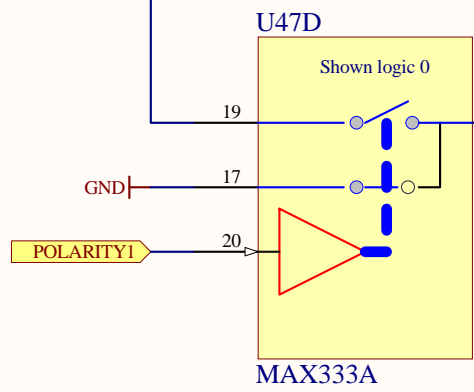 U47D
Shown logic 0
19
17
GND
20
POLARITY1
MAX333A